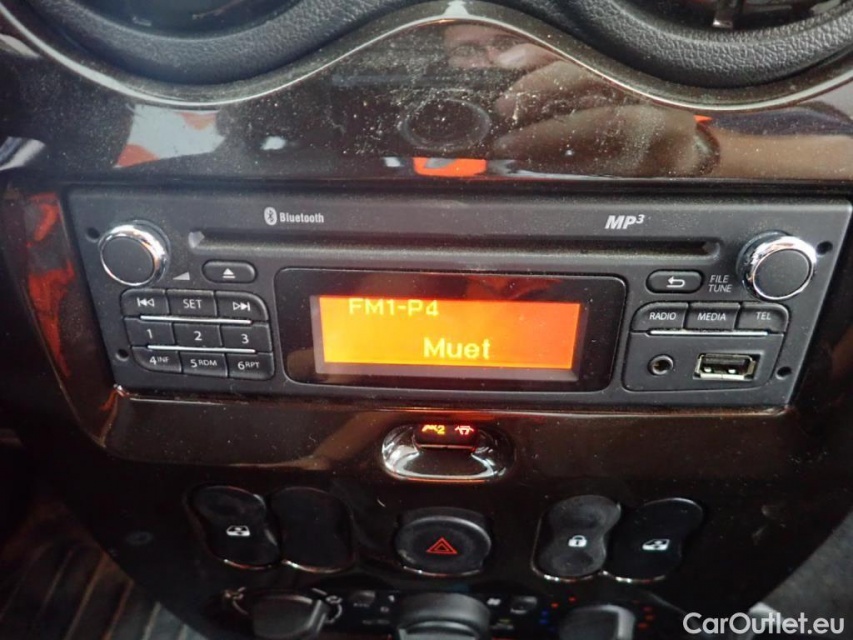 Bluetooth
MP3
FILE
TUNE
FM1-P4
Muet
SET
RADIO
MEDIA
TEL
1
2
3
4INF
5RDM
6RPT
2
CarOutlet.eu